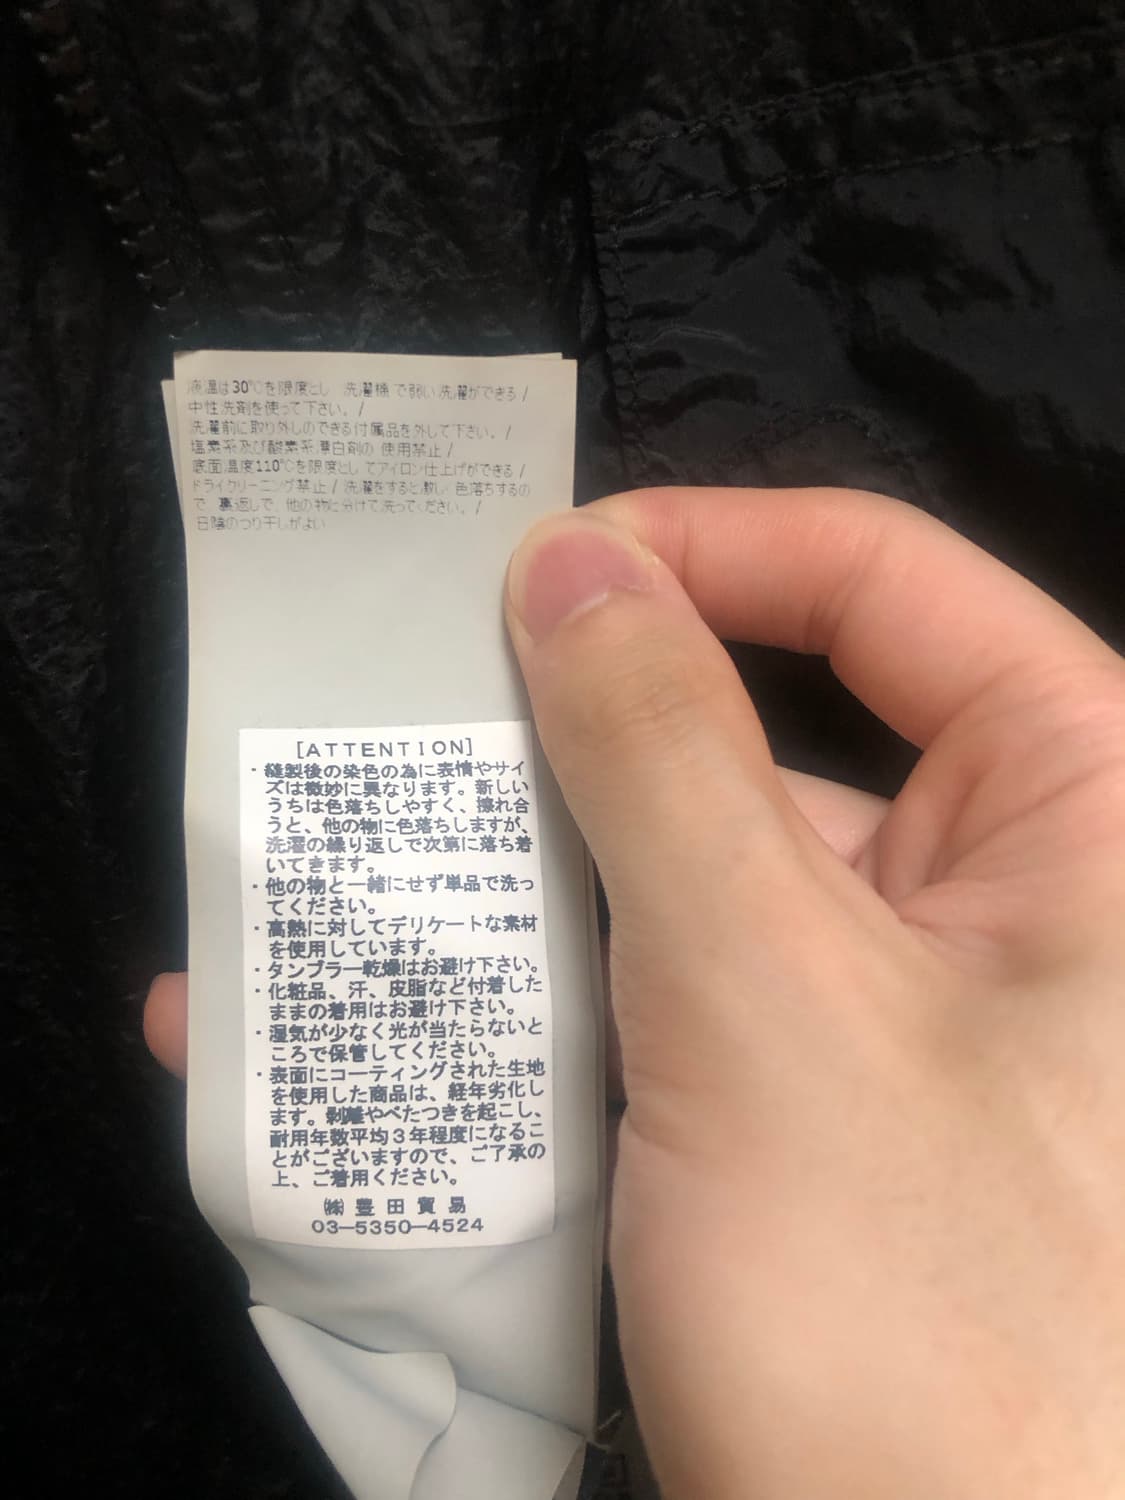 液温は30℃を限度とし 洗濯機 で弱い洗濯ができる /
中性洗剤を使って下さい。/
洗濯前に取り外しのできる付属品を外して下さい。/
塩素系及び酸素系漂白剤の 使用禁止 /
底面温度110℃を限度とし てアイロン仕上げができる /
ドライクリーニング禁止 / 洗濯をすると激しく色落ちするの
で 裏返しで、他の物に分けて洗ってください。/
日陰のつり干しがよい
[ATTENTION]
・縫製後の染色の為に表情やサイ
ズは微妙に異なります。新しい
うちは色落ちしやすく、擦れ合
うと、他の物に色落ちしますが、
洗濯の繰り返しで次第に落ち着
いてきます。
・他の物と一緒にせず単品で洗っ
てください。
・高熱に対してデリケートな素材
を使用しています。
・タンブラー乾燥はお避け下さい。
・化粧品、汗、皮脂など付着した
ままの着用はお避け下さい。
・湿気が少なく光が当たらないと
ころで保管してください。
・表面にコーティングされた生地
を使用した商品は、経年劣化し
ます。剥離やべたつきを起こし、
耐用年数平均3年程度になるこ
とがございますので、ご了承の
上、ご着用ください。
㈱ 豊田貿易
03-5350-4524